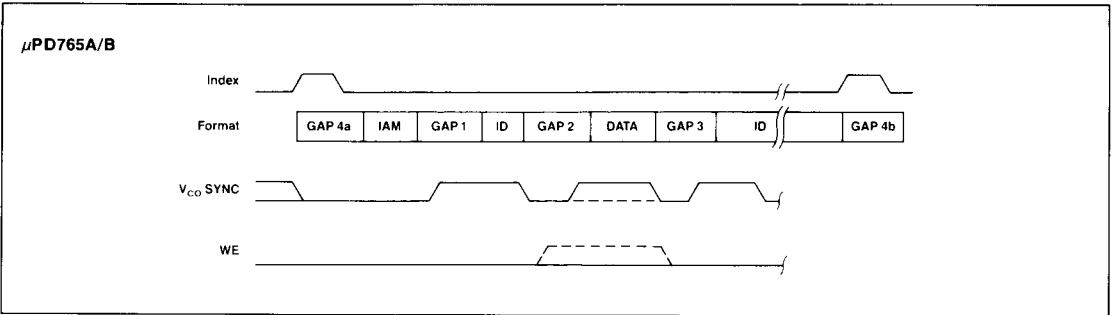 μPD765A/B
Index
Format GAP 4a IAM GAP 1 ID GAP 2 DATA GAP 3 ID GAP 4b
VCO SYNC
WE